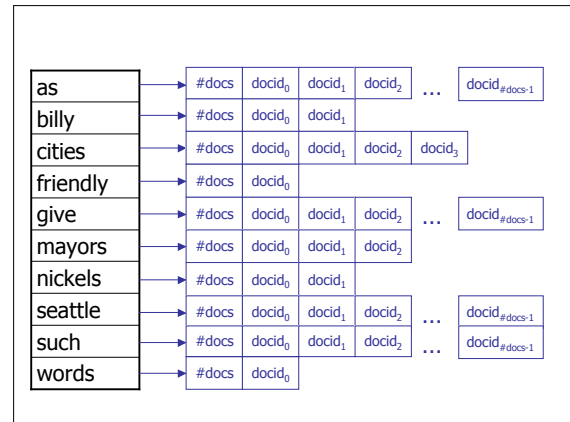 as #docs docid₀ docid₁ docid₂ ... docid#docs-1
billy #docs docid₀ docid₁
cities #docs docid₀ docid₁ docid₂ docid₃
friendly #docs docid₀
give #docs docid₀ docid₁ docid₂ ... docid#docs-1
mayors #docs docid₀ docid₁ docid₂
nickels #docs docid₀ docid₁
seattle #docs docid₀ docid₁ docid₂ ... docid#docs-1
such #docs docid₀ docid₁ docid₂ ... docid#docs-1
words #docs docid₀